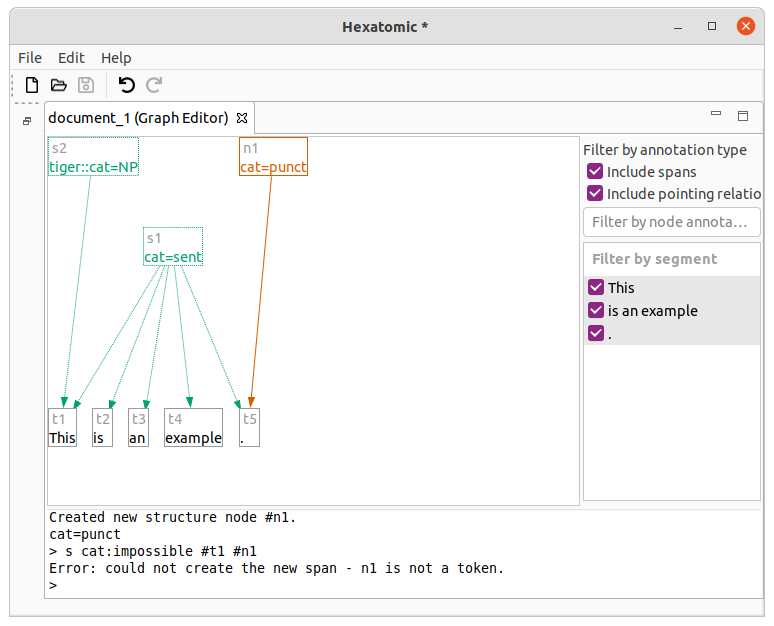 Hexatomic *
File Edit Help
document_1 (Graph Editor)
s2
tiger::cat=NP
n1
cat=punct
s1
cat=sent
t1 t2 t3 t4 t5
This is an example .
Filter by annotation type
Include spans
Include pointing relatio
Filter by node annota...
Filter by segment
This
is an example
.
Created new structure node #n1.
cat=punct
> s cat:impossible #t1 #n1
Error: could not create the new span - n1 is not a token.
>